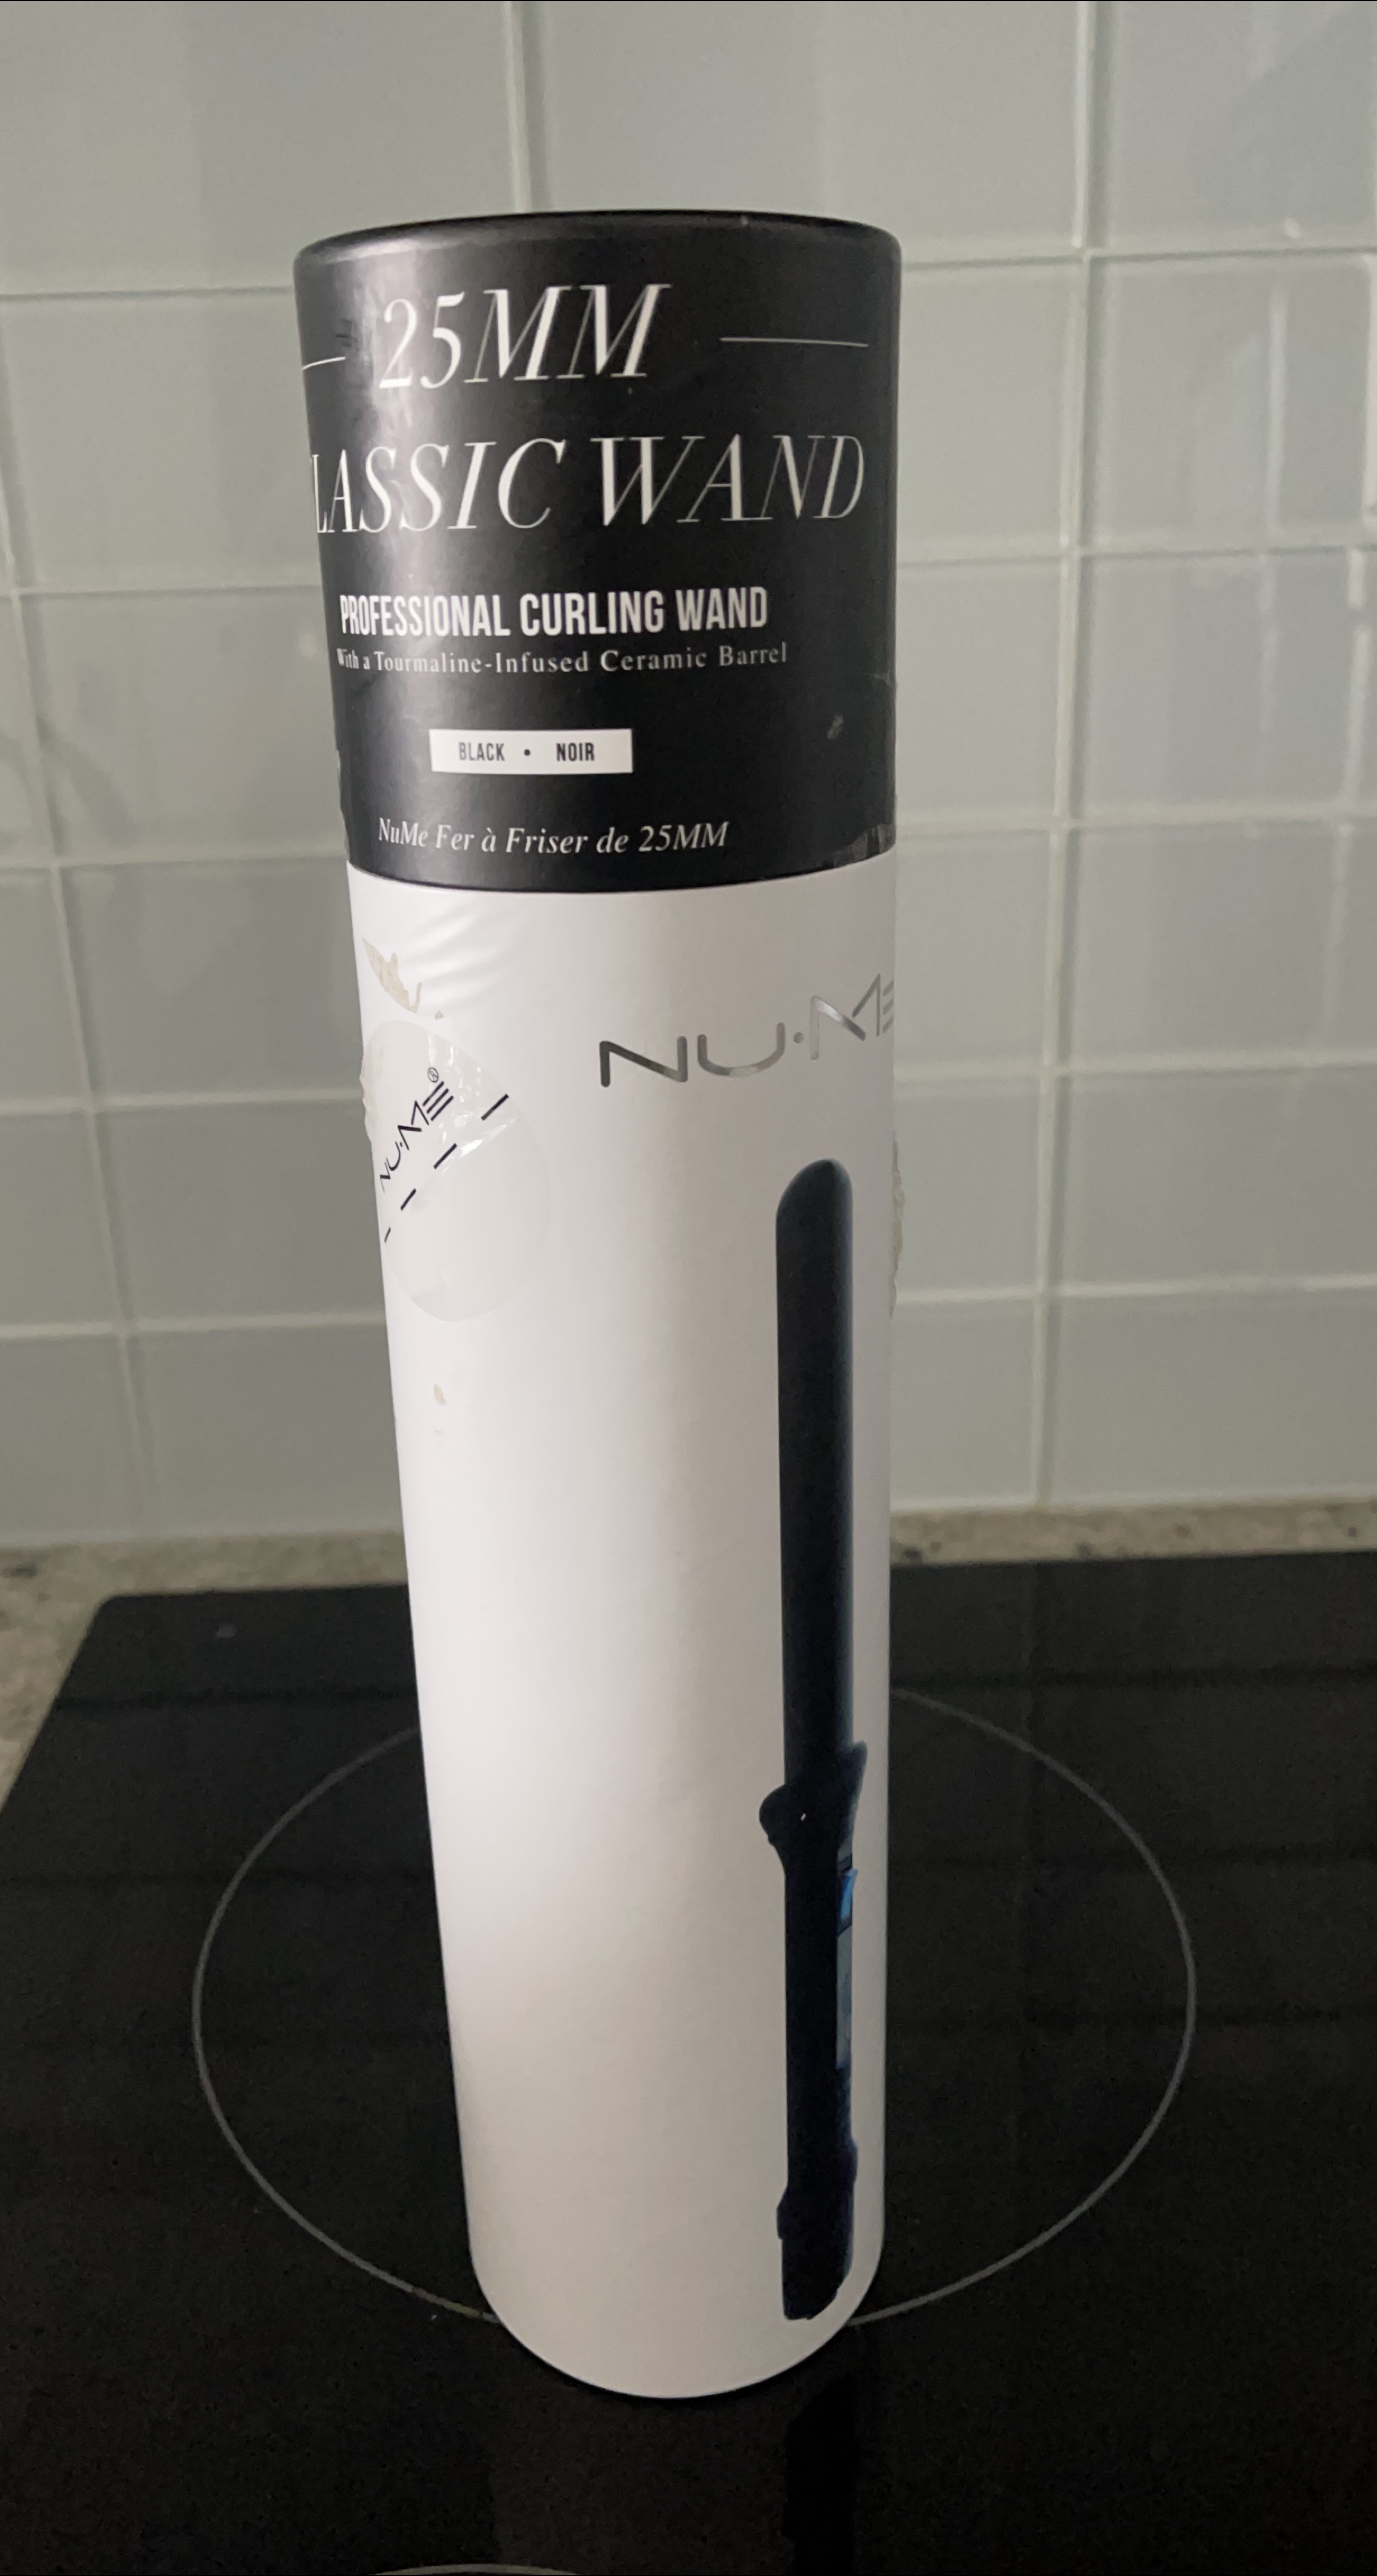 25MM
CLASSIC WAND
PROFESSIONAL CURLING WAND
With a Tourmaline-Infused Ceramic Barrel
BLACK • NOIR
NuMe Fer à Friser de 25MM
NU·ME
NU·ME®